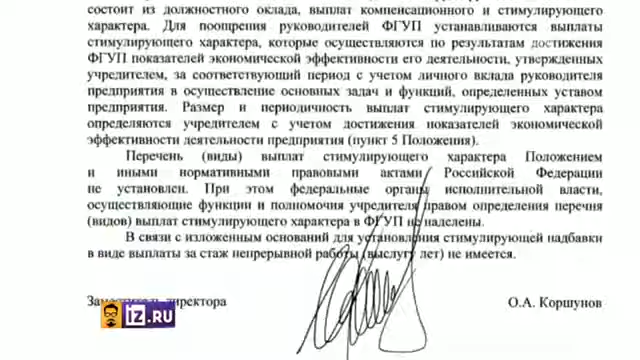 состоит из должностного оклада, выплат компенсационного и стимулирующего
характера. Для поощрения руководителей ФГУП устанавливаются выплаты
стимулирующего характера, которые осуществляются по результатам достижения
ФГУП показателей экономической эффективности его деятельности, утвержденных
учредителем, за соответствующий период с учетом личного вклада руководителя
предприятия в осуществление основных задач и функций, определенных уставом
предприятия. Размер и периодичность выплат стимулирующего характера
определяются учредителем с учетом достижения показателей экономической
эффективности деятельности предприятия (пункт 5 Положения).
Перечень (виды) выплат стимулирующего характера Положением
и иными нормативными правовыми актами Российской Федерации
не установлен. При этом федеральные органы исполнительной власти,
осуществляющие функции и полномочия учредителя правом определения перечня
(видов) выплат стимулирующего характера в ФГУП не наделены.
В связи с изложенным оснований для установления стимулирующей надбавки
в виде выплаты за стаж непрерывной работы (выслугу лет) не имеется.
Заместитель директора О.А. Коршунов
IZ.RU